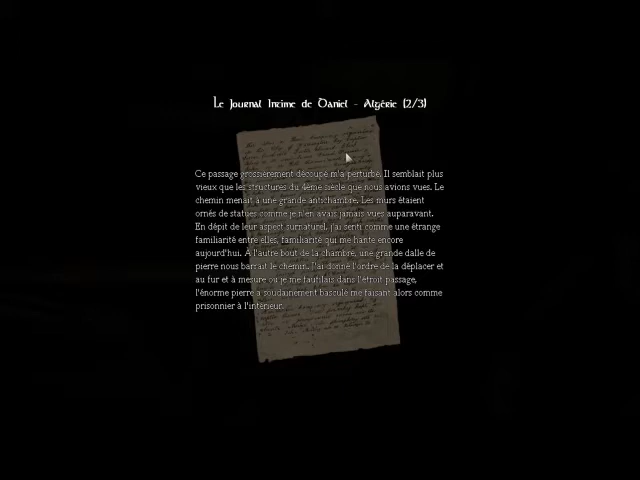 Le Journal Intime de Daniel - Algérie (2/3)
Ce passage grossièrement découpé m'a perturbé. Il semblait plus
vieux que les structures du 4ème siècle que nous avions vues. Le
chemin menait à une grande antichambre. Les murs étaient
ornés de statues comme je n'en avais jamais vues auparavant.
En dépit de leur aspect surnaturel, j'ai senti comme une étrange
familiarité entre elles, familiarité qui me hante encore
aujourd'hui. À l'autre bout de la chambre, une grande dalle de
pierre nous barrait le chemin. J'ai donné l'ordre de la déplacer et
au fur et à mesure où je me faufilais dans l'étroit passage,
l'énorme pierre a soudainement basculé me faisant alors comme
prisonnier à l'intérieur.